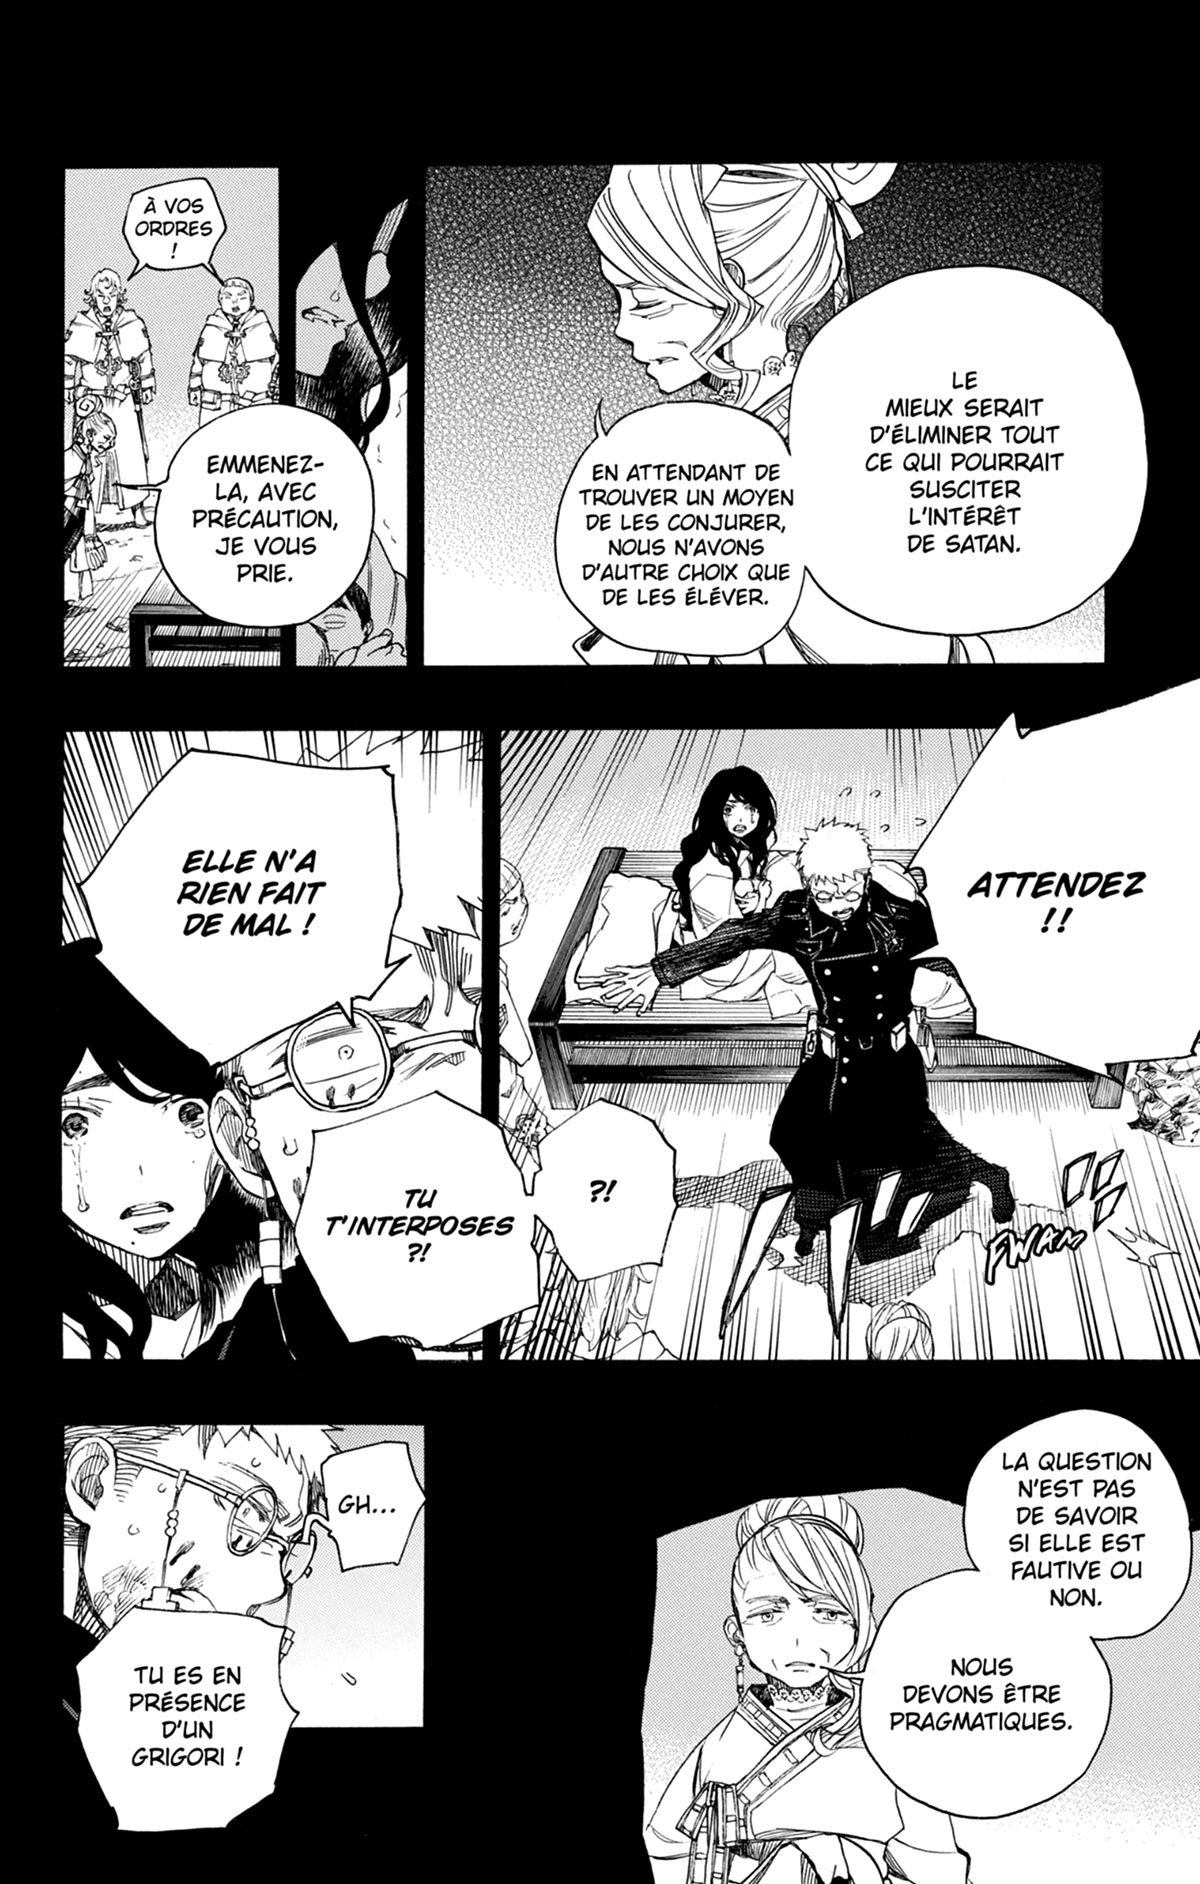 LE
MIEUX SERAIT
D'ÉLIMINER TOUT
CE QUI POURRAIT
SUSCITER
L'INTÉRÊT
DE SATAN.
EN ATTENDANT DE
TROUVER UN MOYEN
DE LES CONJURER,
NOUS N'AVONS
D'AUTRE CHOIX QUE
DE LES ÉLEVER.
EMMENEZ-
LA, AVEC
PRÉCAUTION,
JE VOUS
PRIE.
À VOS
ORDRES
!
ATTENDEZ
!!
FWAM
?!
ELLE N'A
RIEN FAIT
DE MAL !
TU
T'INTERPOSES
?!
LA QUESTION
N'EST PAS
DE SAVOIR
SI ELLE EST
FAUTIVE OU
NON.
NOUS
DEVONS ÊTRE
PRAGMATIQUES.
GH...
TU ES EN
PRÉSENCE
D'UN
GRIGORI !